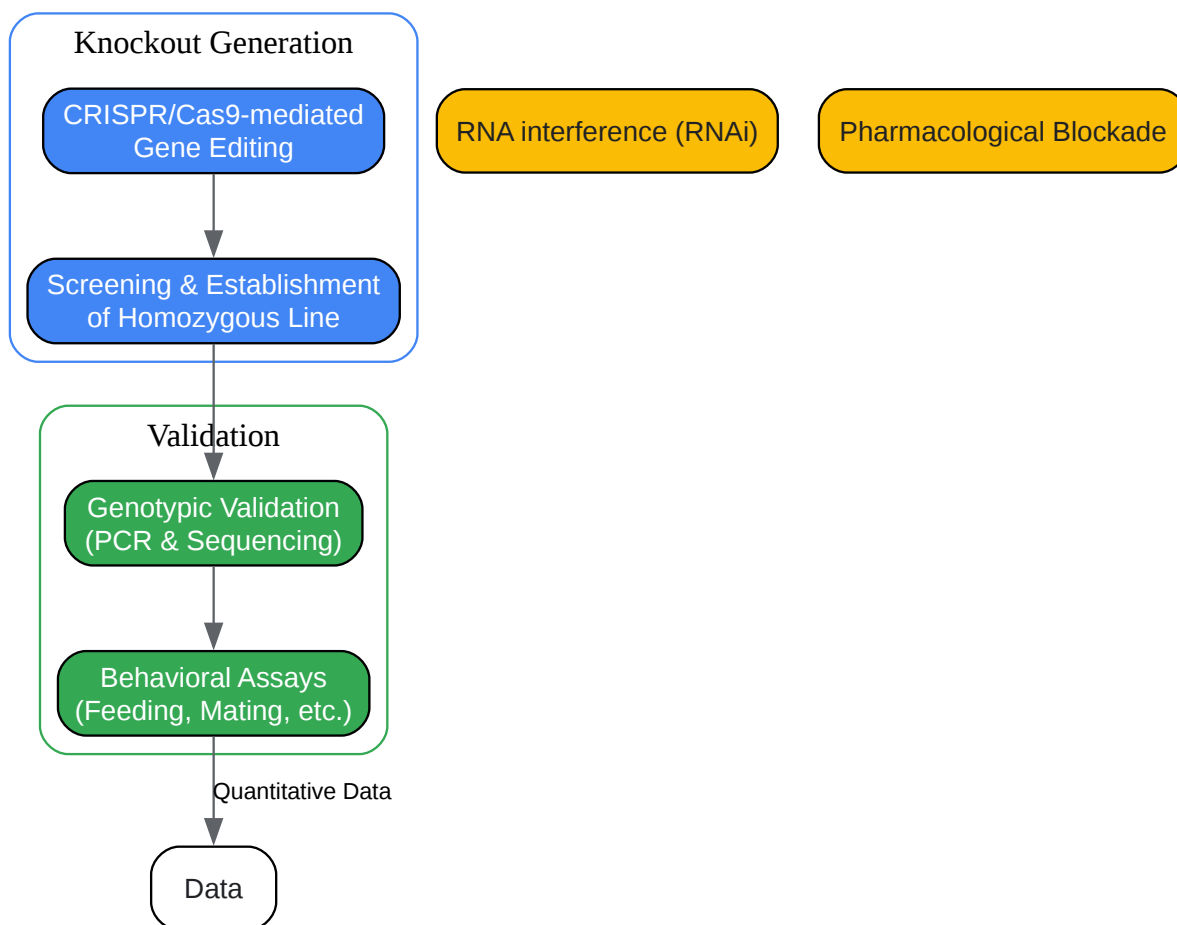 Knockout Generation
CRISPR/Cas9-mediated
Gene Editing
RNA interference (RNAi)
Pharmacological Blockade
Screening & Establishment
of Homozygous Line
Validation
Genotypic Validation
(PCR & Sequencing)
Behavioral Assays
(Feeding, Mating, etc.)
Quantitative Data
Data